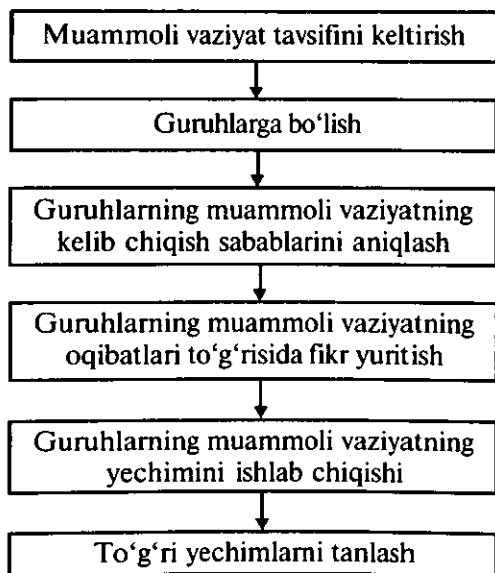 Muammoli vaziyat tavsifini keltirish
Guruhlarga bo‘lish
Guruhlarning muammoli vaziyatning
kelib chiqish sabablarini aniqlash
Guruhlarning muammoli vaziyatning
oqibatlari to‘g‘risida fikr yuritish
Guruhlarning muammoli vaziyatning
yechimini ishlab chiqishi
To‘g‘ri yechimlarni tanlash